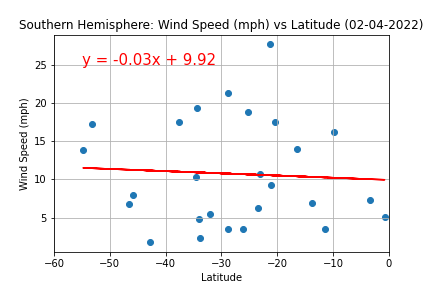 Southern Hemisphere: Wind Speed (mph) vs Latitude (02-04-2022)
y = -0.03x + 9.92
Wind Speed (mph)
25
20
15
10
5
−60 −50 −40 −30 −20 −10 0
Latitude